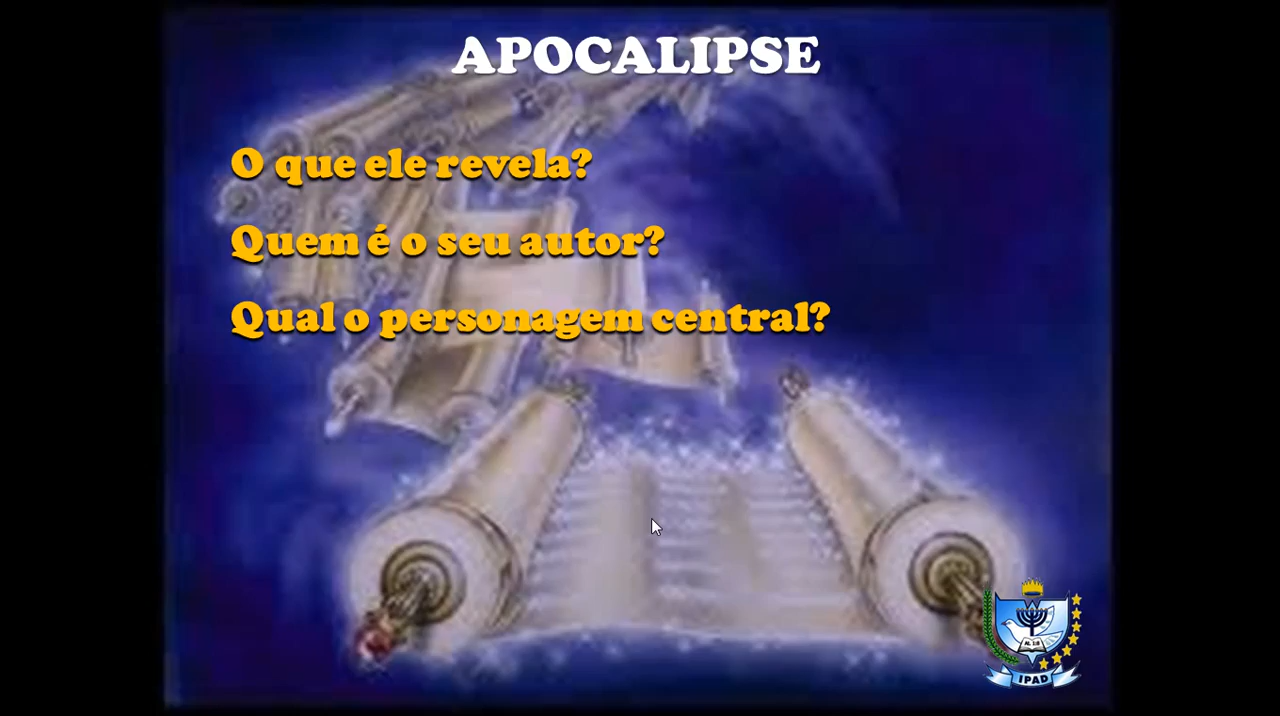 APOCALIPSE
O que ele revela?
Quem é o seu autor?
Qual o personagem central?
IPAD